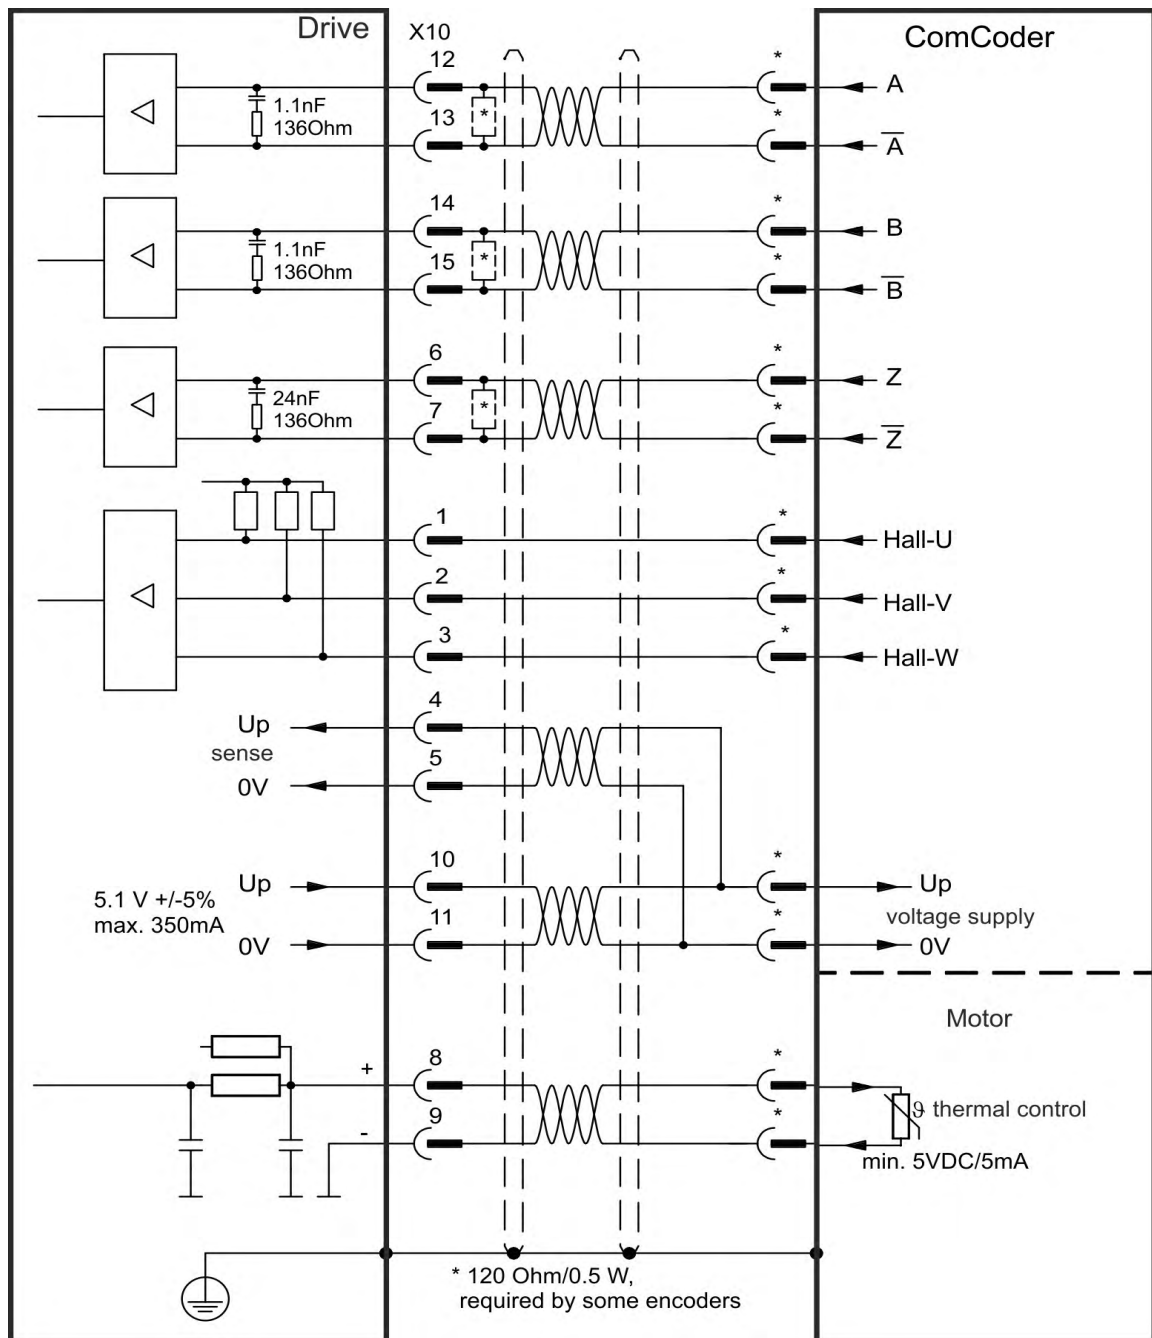 Drive
X10
ComCoder
12
*
A
1.1nF
136Ohm
*
13
*
A̅
14
*
B
1.1nF
136Ohm
*
15
*
B̅
6
*
Z
24nF
136Ohm
*
7
*
Z̅
1
*
Hall-U
2
*
Hall-V
3
*
Hall-W
4
Up
sense
5
0V
10
*
Up
Up
5.1 V +/-5%
max. 350mA
11
*
voltage supply
0V
0V
Motor
8
*
+
ϑ thermal control
9
*
-
min. 5VDC/5mA
* 120 Ohm/0.5 W,
required by some encoders